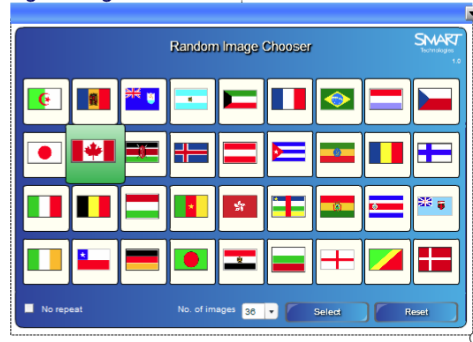 Random Image Chooser
SMART
Technologies
1.0
No repeat
No. of images
36
Select
Reset